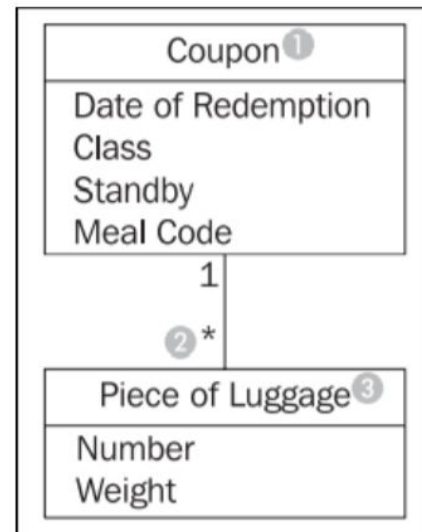 Coupon 1
Date of Redemption
Class
Standby
Meal Code
1
2 *
Piece of Luggage 3
Number
Weight